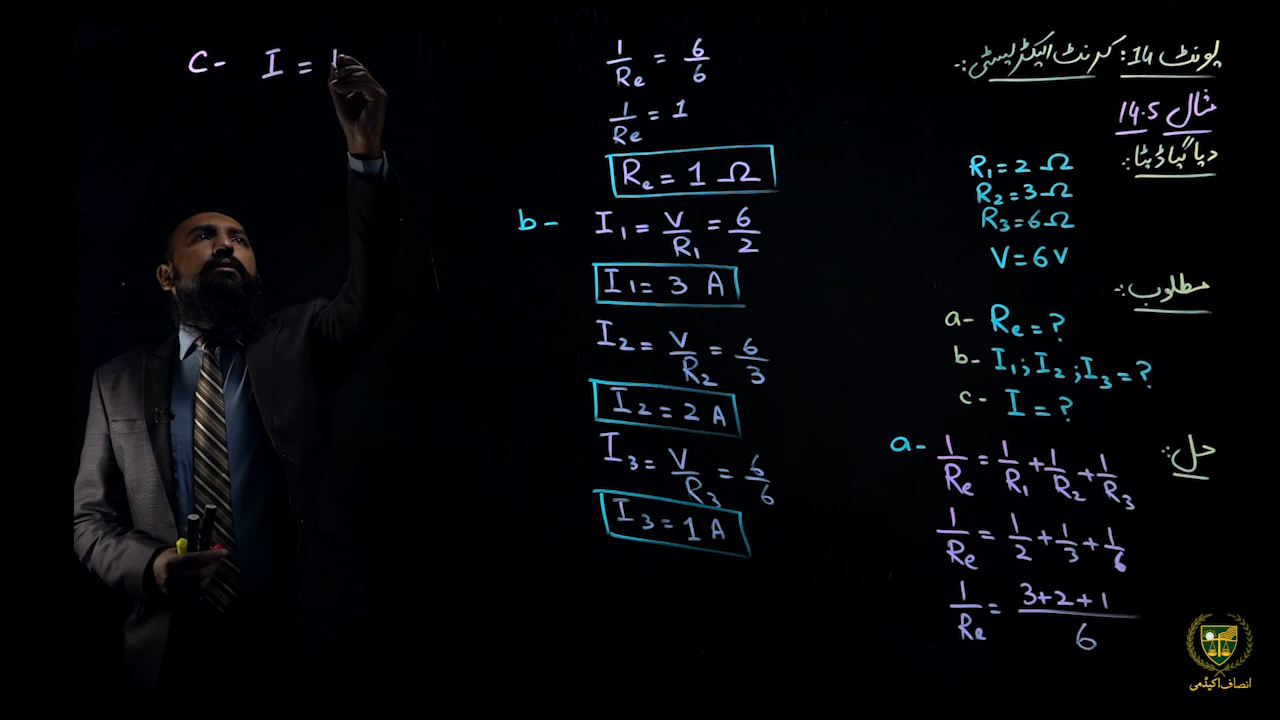 یونٹ 14: کرنٹ الیکٹریسٹی:
مثال 14.5
دیا گیا ڈیٹا:
R₁ = 2 Ω
R₂ = 3 Ω
R₃ = 6 Ω
V = 6 V
مطلوب:
a- Re = ?
b- I₁ ; I₂ ; I₃ = ?
c- I = ?
حل:
a- 1/Re = 1/R₁ + 1/R₂ + 1/R₃
1/Re = 1/2 + 1/3 + 1/6
1/Re = 3+2+1/6
1/Re = 6/6
1/Re = 1
Re = 1 Ω
b- I₁ = V/R₁ = 6/2
I₁ = 3 A
I₂ = V/R₂ = 6/3
I₂ = 2 A
I₃ = V/R₃ = 6/6
I₃ = 1 A
c- I =
انصاف اکیڈمی